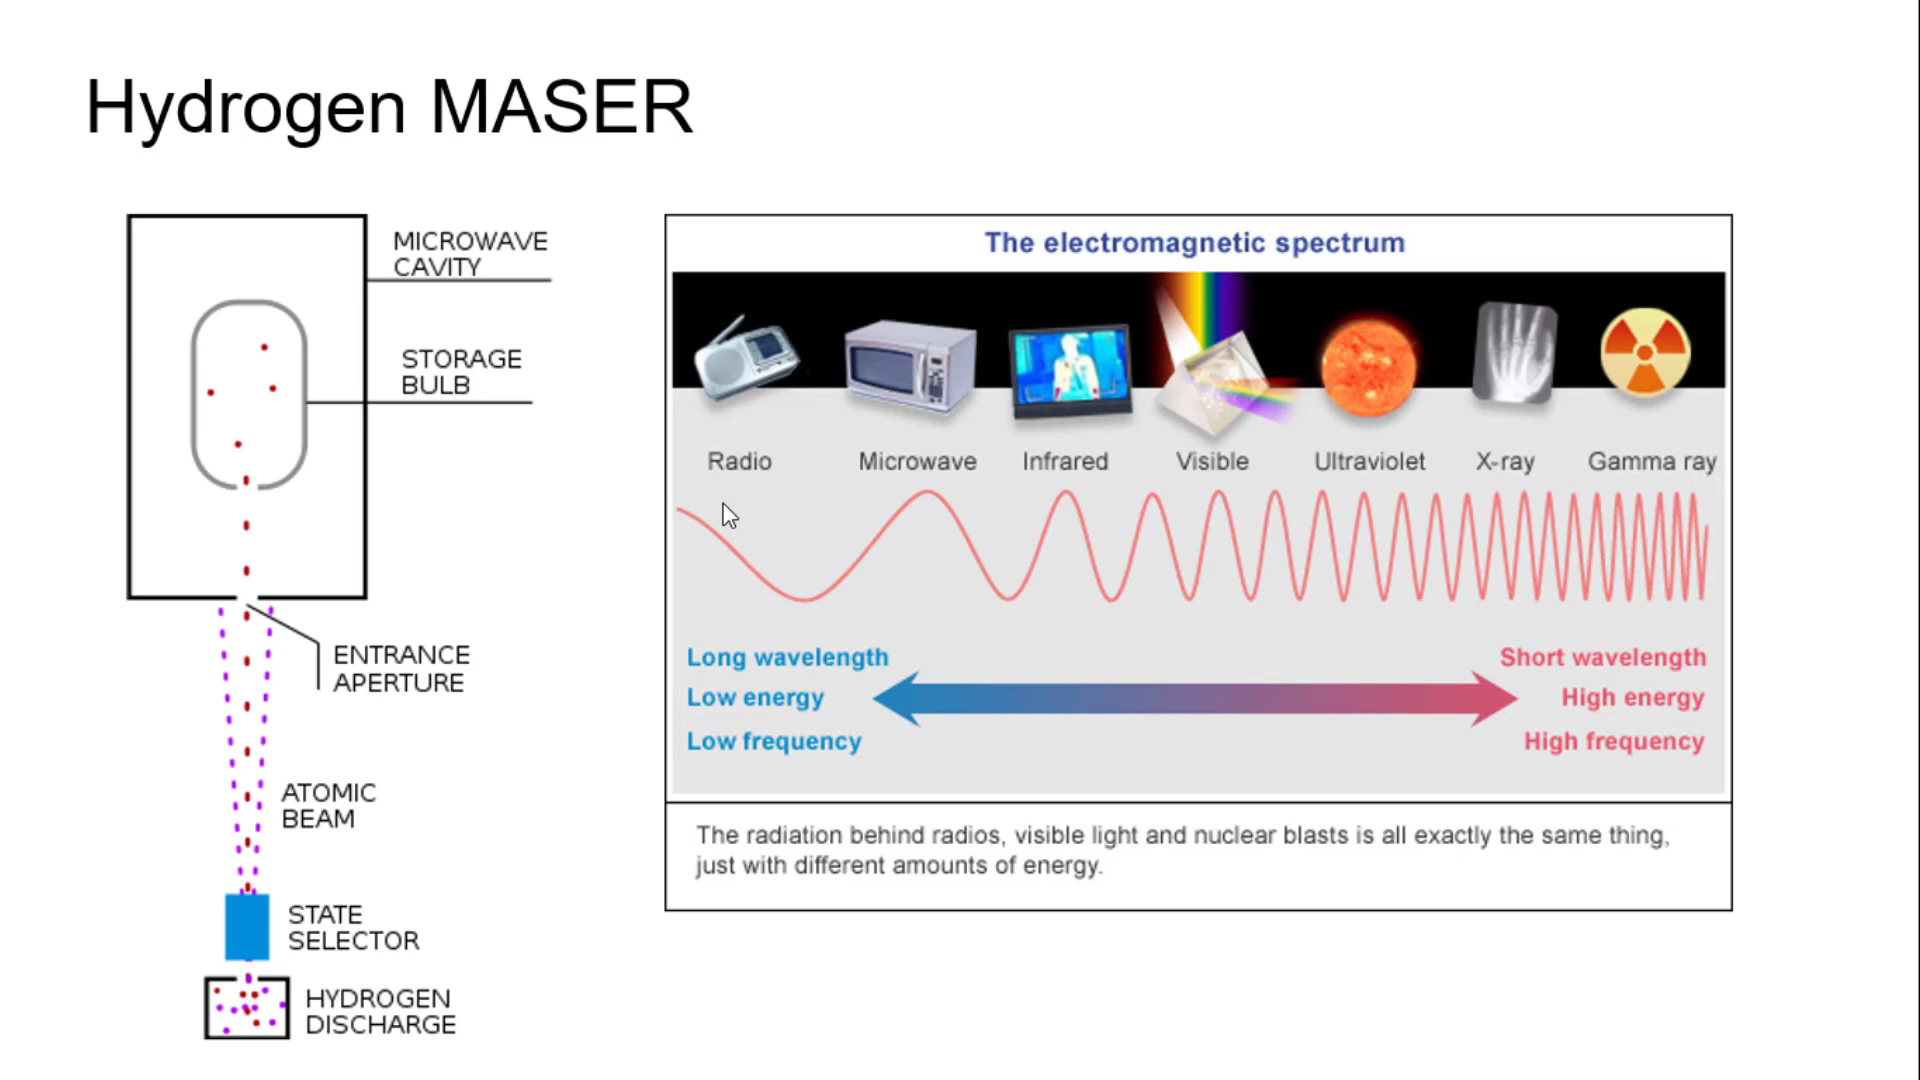 Hydrogen MASER
MICROWAVE
CAVITY
STORAGE
BULB
ENTRANCE
APERTURE
ATOMIC
BEAM
STATE
SELECTOR
HYDROGEN
DISCHARGE
The electromagnetic spectrum
Radio Microwave Infrared Visible Ultraviolet X-ray Gamma ray
Long wavelength Short wavelength
Low energy High energy
Low frequency High frequency
The radiation behind radios, visible light and nuclear blasts is all exactly the same thing,
just with different amounts of energy.